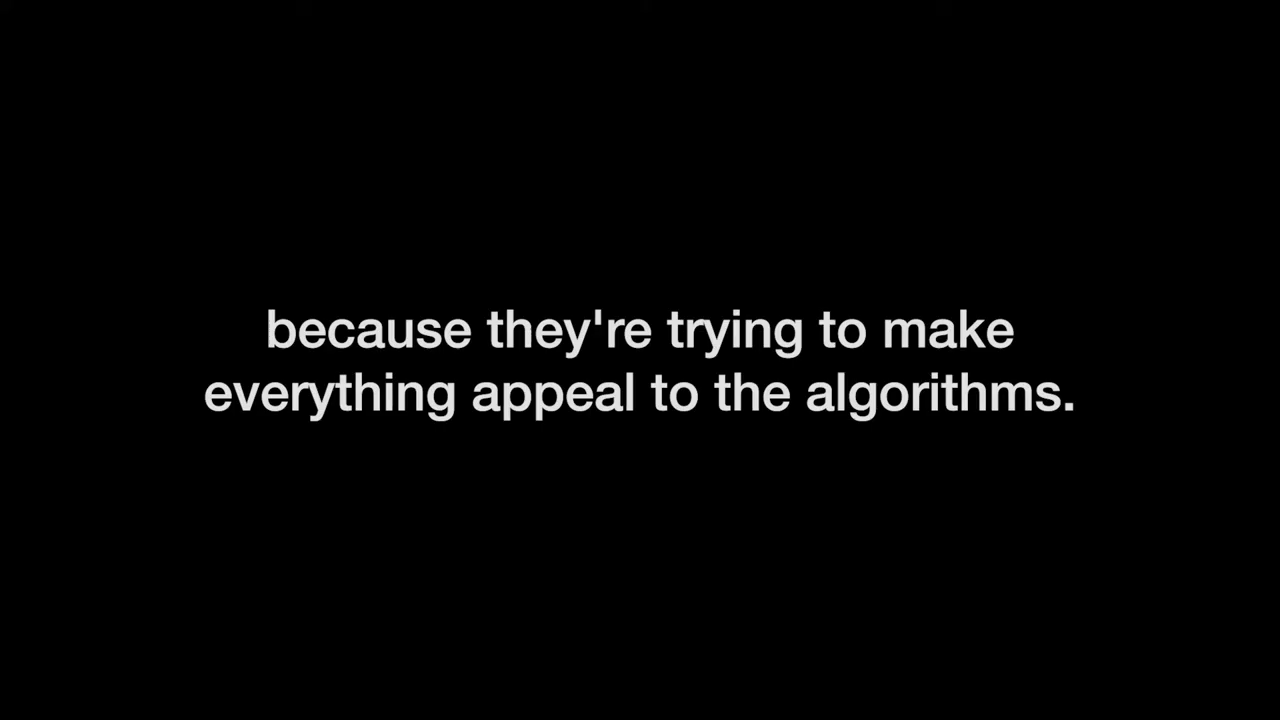 because they're trying to make
everything appeal to the algorithms.